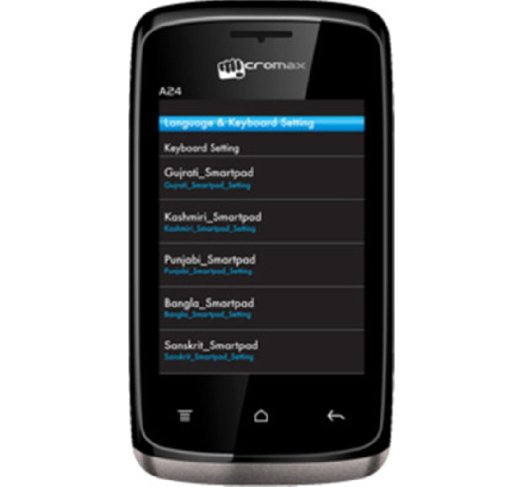 micromax
A24
Language & Keyboard Setting
Keyboard Setting
Gujrati_Smartpad
Gujrati_Smartpad_Setting
Kashmiri_Smartpad
Kashmiri_Smartpad_Setting
Punjabi_Smartpad
Punjabi_Smartpad_Setting
Bangla_Smartpad
Bangla_Smartpad_Setting
Sanskrit_Smartpad
Sanskrit_Smartpad_Setting